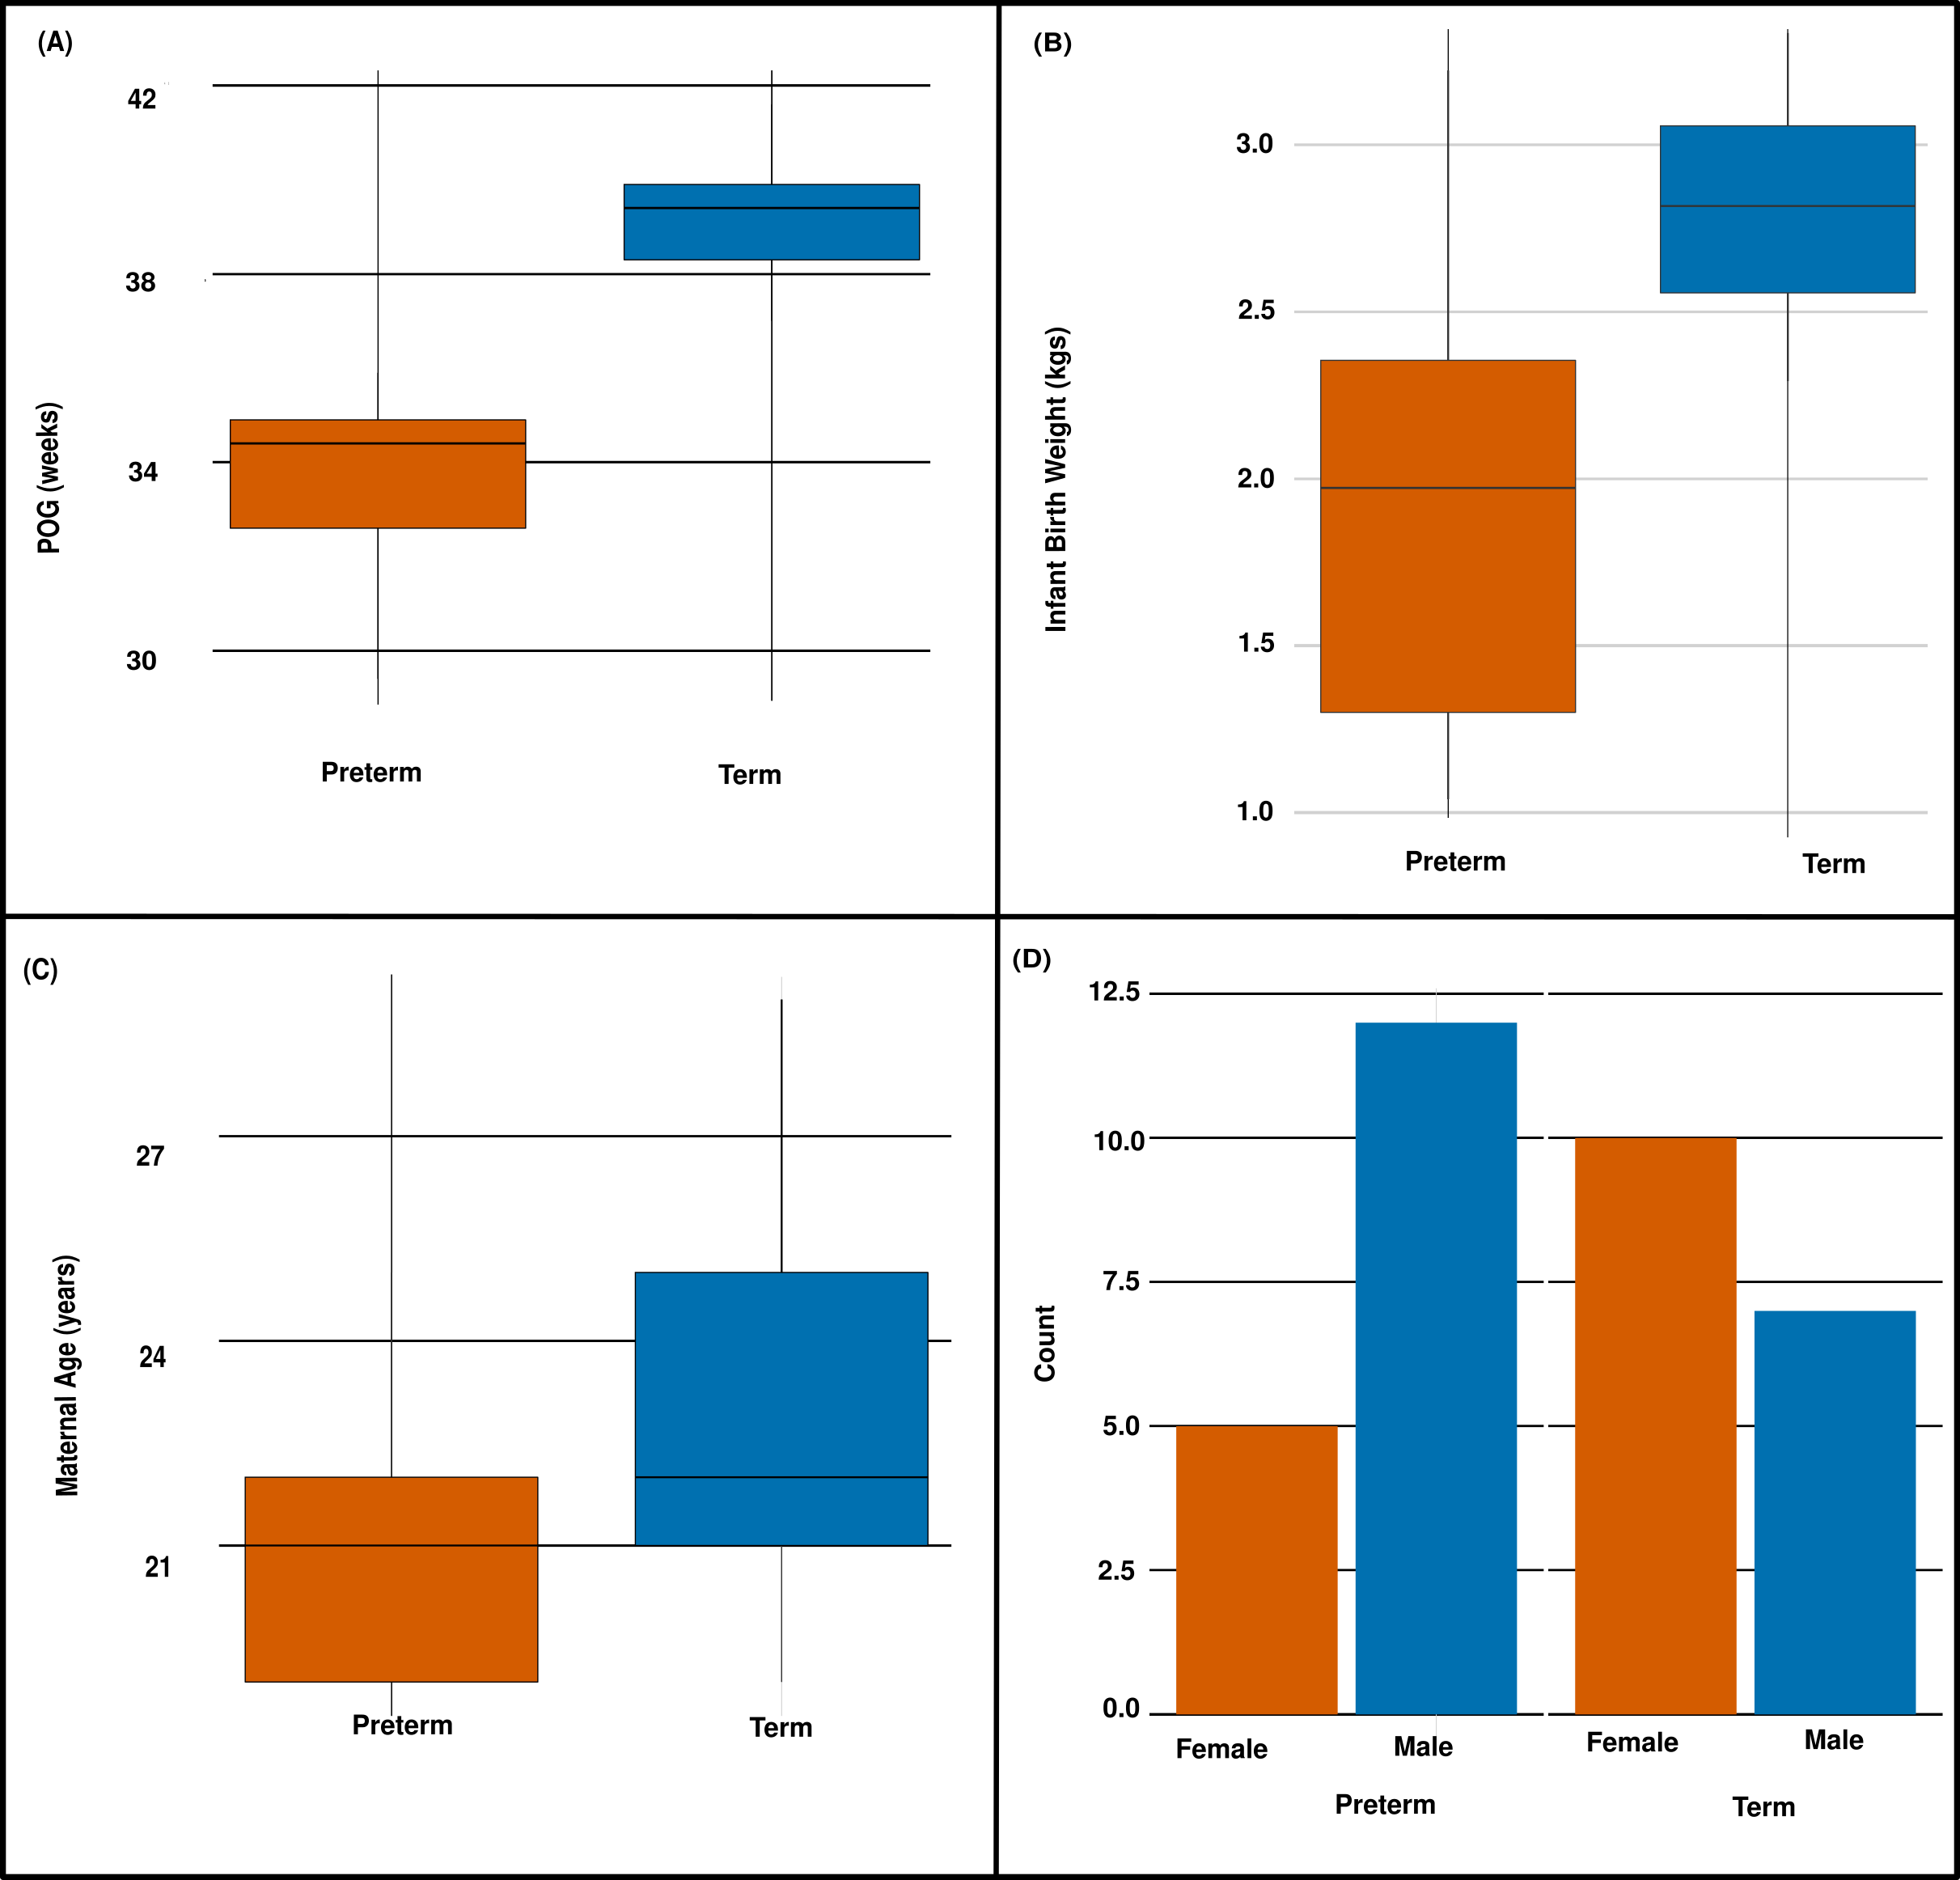 (A)
42
38
34
30
POG (weeks)
Preterm
Term
(B)
3.0
2.5
2.0
1.5
1.0
Infant Birth Weight (kgs)
Preterm
Term
(C)
27
24
21
Maternal Age (years)
Preterm
Term
(D)
12.5
10.0
7.5
5.0
2.5
0.0
Count
Female
Male
Female
Male
Preterm
Term